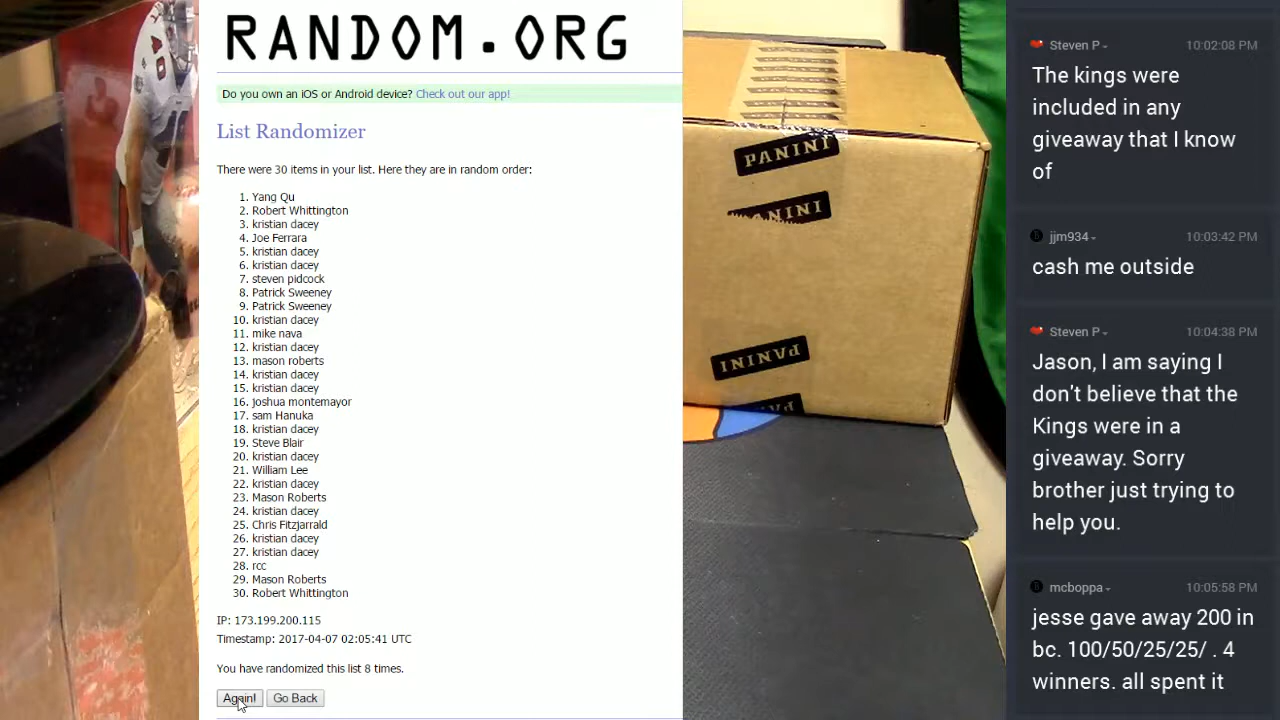 RANDOM.ORG
Do you own an iOS or Android device? Check out our app!
List Randomizer
There were 30 items in your list. Here they are in random order:
1. Yang Qu
2. Robert Whittington
3. kristian dacey
4. Joe Ferrara
5. kristian dacey
6. kristian dacey
7. steven pidcock
8. Patrick Sweeney
9. Patrick Sweeney
10. kristian dacey
11. mike nava
12. kristian dacey
13. mason roberts
14. kristian dacey
15. kristian dacey
16. joshua montemayor
17. sam Hanuka
18. kristian dacey
19. Steve Blair
20. kristian dacey
21. William Lee
22. kristian dacey
23. Mason Roberts
24. kristian dacey
25. Chris Fitzjarrald
26. kristian dacey
27. kristian dacey
28. rcc
29. Mason Roberts
30. Robert Whittington
IP: 173.199.200.115
Timestamp: 2017-04-07 02:05:41 UTC
You have randomized this list 8 times.
Again! Go Back
PANINI
PANINI
PANINI
Steven P 10:02:08 PM
The kings were
included in any
giveaway that I know
of
jjm934 10:03:42 PM
cash me outside
Steven P 10:04:38 PM
Jason, I am saying I
don't believe that the
Kings were in a
giveaway. Sorry
brother just trying to
help you.
mcboppa 10:05:58 PM
jesse gave away 200 in
bc. 100/50/25/25/ . 4
winners. all spent it